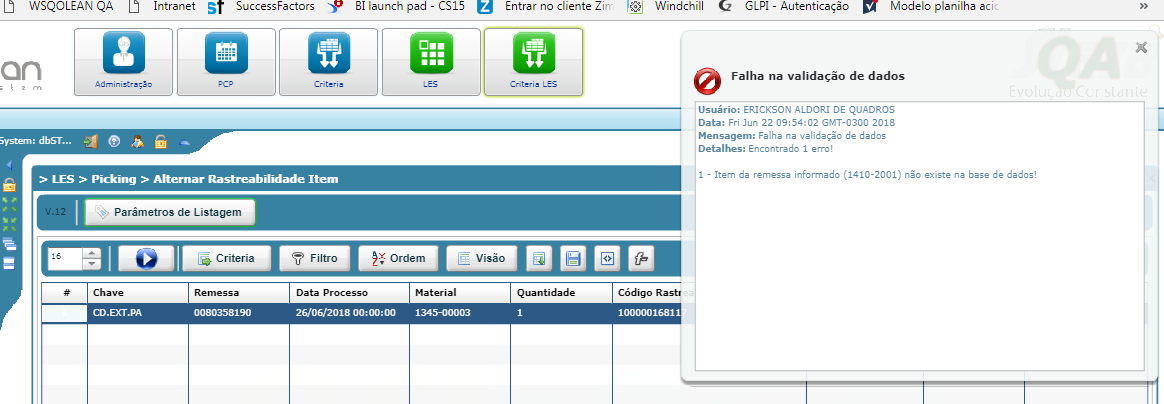 WSQOLEAN QA Intranet SuccessFactors BI launch pad - CS15 Entrar no cliente Zim Windchill GLPI - Autenticação Modelo planilha acio »
an
stem
Administração PCP Criteria LES Criteria LES
QA
Evolução Constante
Falha na validação de dados
Usuário: ERICKSON ALDORI DE QUADROS
Data: Fri Jun 22 09:54:02 GMT-0300 2018
Mensagem: Falha na validação de dados
Detalhes: Encontrado 1 erro!
1 - Item da remessa informado (1410-2001) não existe na base de dados!
System: dbST...
> LES > Picking > Alternar Rastreabilidade Item
V.12 Parâmetros de Listagem
16 Criteria Filtro Ordem Visão
# Chave Remessa Data Processo Material Quantidade Código Rastrea
CD.EXT.PA 0080358190 26/06/2018 00:00:00 1345-00003 1